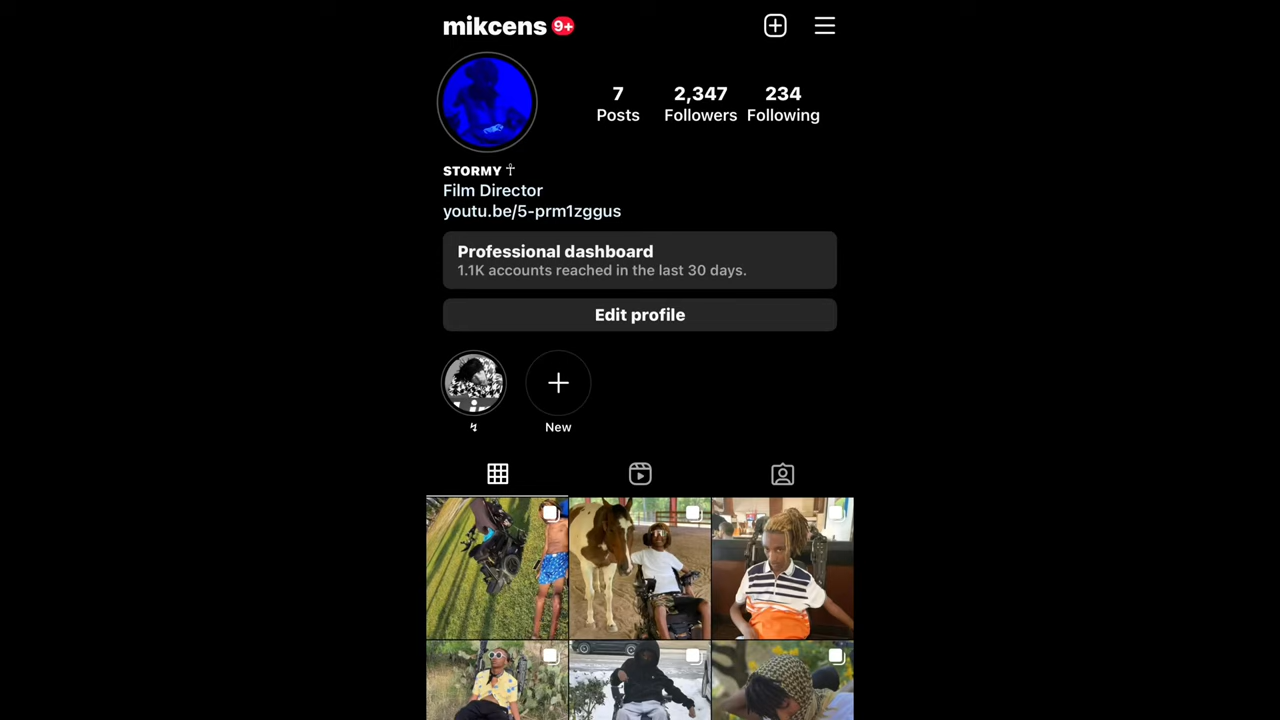 mikcens 9+
7 2,347 234
Posts Followers Following
STORMY ☥
Film Director
youtu.be/5-prm1zggus
Professional dashboard
1.1K accounts reached in the last 30 days.
Edit profile
↯ New